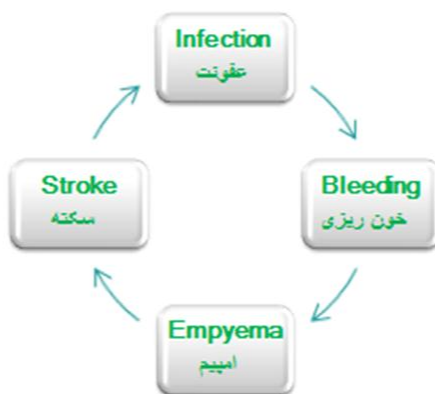 Infection
عفونت
Bleeding
خون ریزی
Empyema
امپیم
Stroke
سکته